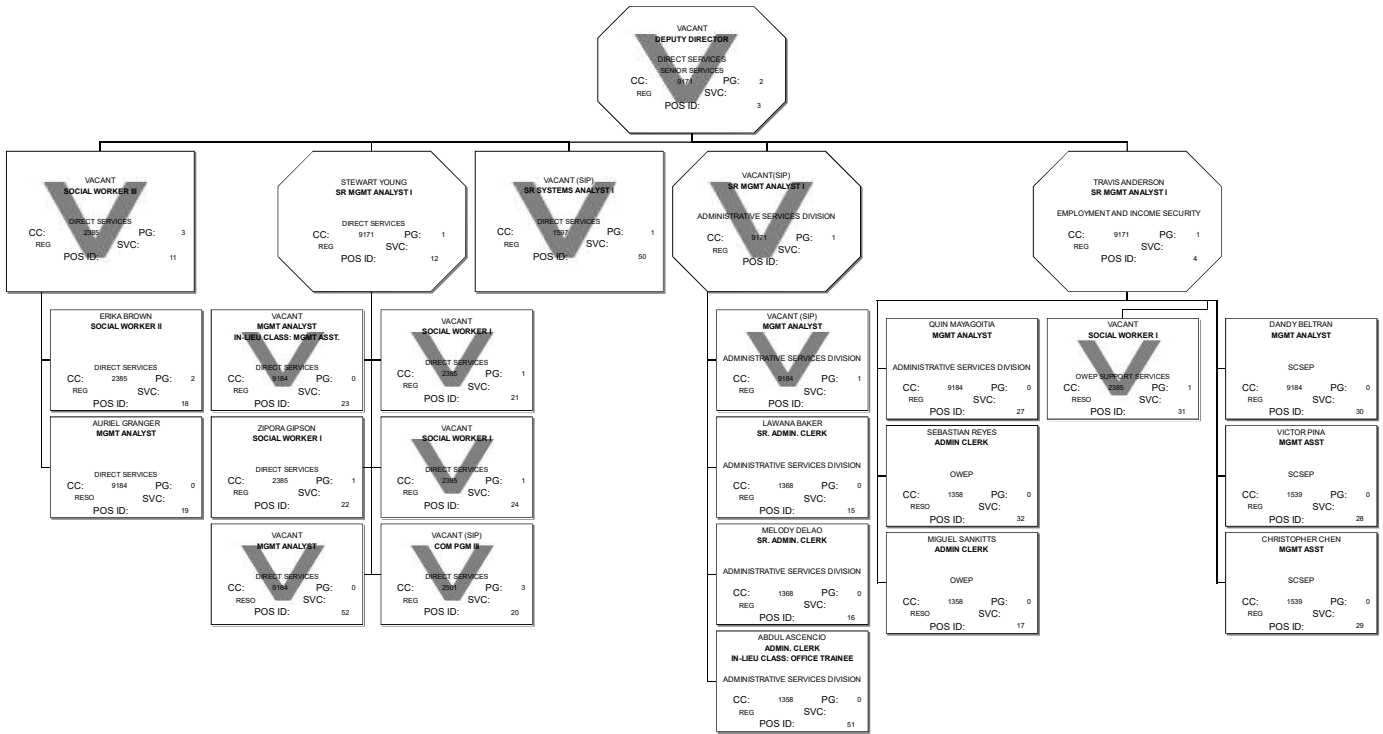 VACANT
DEPUTY DIRECTOR
DIRECT SERVICES
SENIOR SERVICES
CC: 9171 PG: 2
REG SVC:
POS ID: 3
VACANT
SOCIAL WORKER III
DIRECT SERVICES
CC: 2385 PG: 3
REG SVC:
POS ID: 11
STEWART YOUNG
SR MGMT ANALYST I
DIRECT SERVICES
CC: 9171 PG: 1
REG SVC:
POS ID: 12
VACANT (SIP)
SR SYSTEMS ANALYST I
DIRECT SERVICES
CC: 1597 PG: 1
REG SVC:
POS ID: 50
VACANT(SIP)
SR MGMT ANALYST I
ADMINISTRATIVE SERVICES DIVISION
CC: 9171 PG: 1
REG SVC:
POS ID:
TRAVIS ANDERSON
SR MGMT ANALYST I
EMPLOYMENT AND INCOME SECURITY
CC: 9171 PG: 1
REG SVC:
POS ID: 4
ERIKA BROWN
SOCIAL WORKER II
DIRECT SERVICES
CC: 2385 PG: 2
REG SVC:
POS ID: 18
AURIEL GRANGER
MGMT ANALYST
DIRECT SERVICES
CC: 9184 PG: 0
RESO SVC:
POS ID: 19
VACANT
MGMT ANALYST
IN-LIEU CLASS: MGMT ASST.
DIRECT SERVICES
CC: 9184 PG: 0
REG SVC:
POS ID: 23
VACANT
SOCIAL WORKER I
DIRECT SERVICES
CC: 2385 PG: 1
REG SVC:
POS ID: 21
ZIPORA GIPSON
SOCIAL WORKER I
DIRECT SERVICES
CC: 2385 PG: 1
REG SVC:
POS ID: 22
VACANT
SOCIAL WORKER I
DIRECT SERVICES
CC: 2385 PG: 1
REG SVC:
POS ID: 24
VACANT
MGMT ANALYST
DIRECT SERVICES
CC: 9184 PG: 0
RESO SVC:
POS ID: 52
VACANT (SIP)
COM PGM III
DIRECT SERVICES
CC: 2501 PG: 3
REG SVC:
POS ID: 20
VACANT (SIP)
MGMT ANALYST
ADMINISTRATIVE SERVICES DIVISION
CC: 9184 PG: 1
REG SVC:
POS ID:
LAWANA BAKER
SR. ADMIN. CLERK
ADMINISTRATIVE SERVICES DIVISION
CC: 1368 PG: 0
REG SVC:
POS ID: 15
MELODY DELAO
SR. ADMIN. CLERK
ADMINISTRATIVE SERVICES DIVISION
CC: 1368 PG: 0
REG SVC:
POS ID: 16
ABDUL ASCENCIO
ADMIN. CLERK
IN-LIEU CLASS: OFFICE TRAINEE
ADMINISTRATIVE SERVICES DIVISION
CC: 1358 PG: 0
REG SVC:
POS ID: 51
QUIN MAYAGOITIA
MGMT ANALYST
ADMINISTRATIVE SERVICES DIVISION
CC: 9184 PG: 0
REG SVC:
POS ID: 27
SEBASTIAN REYES
ADMIN CLERK
OWEP
CC: 1358 PG: 0
RESO SVC:
POS ID: 32
MIGUEL SANKITTS
ADMIN CLERK
OWEP
CC: 1358 PG: 0
RESO SVC:
POS ID: 17
VACANT
SOCIAL WORKER I
OWEP SUPPORT SERVICES
CC: 2385 PG: 1
RESO SVC:
POS ID: 31
DANDY BELTRAN
MGMT ANALYST
SCSEP
CC: 9184 PG: 0
REG SVC:
POS ID: 30
VICTOR PINA
MGMT ASST
SCSEP
CC: 1539 PG: 0
REG SVC:
POS ID: 28
CHRISTOPHER CHEN
MGMT ASST
SCSEP
CC: 1539 PG: 0
REG SVC:
POS ID: 29